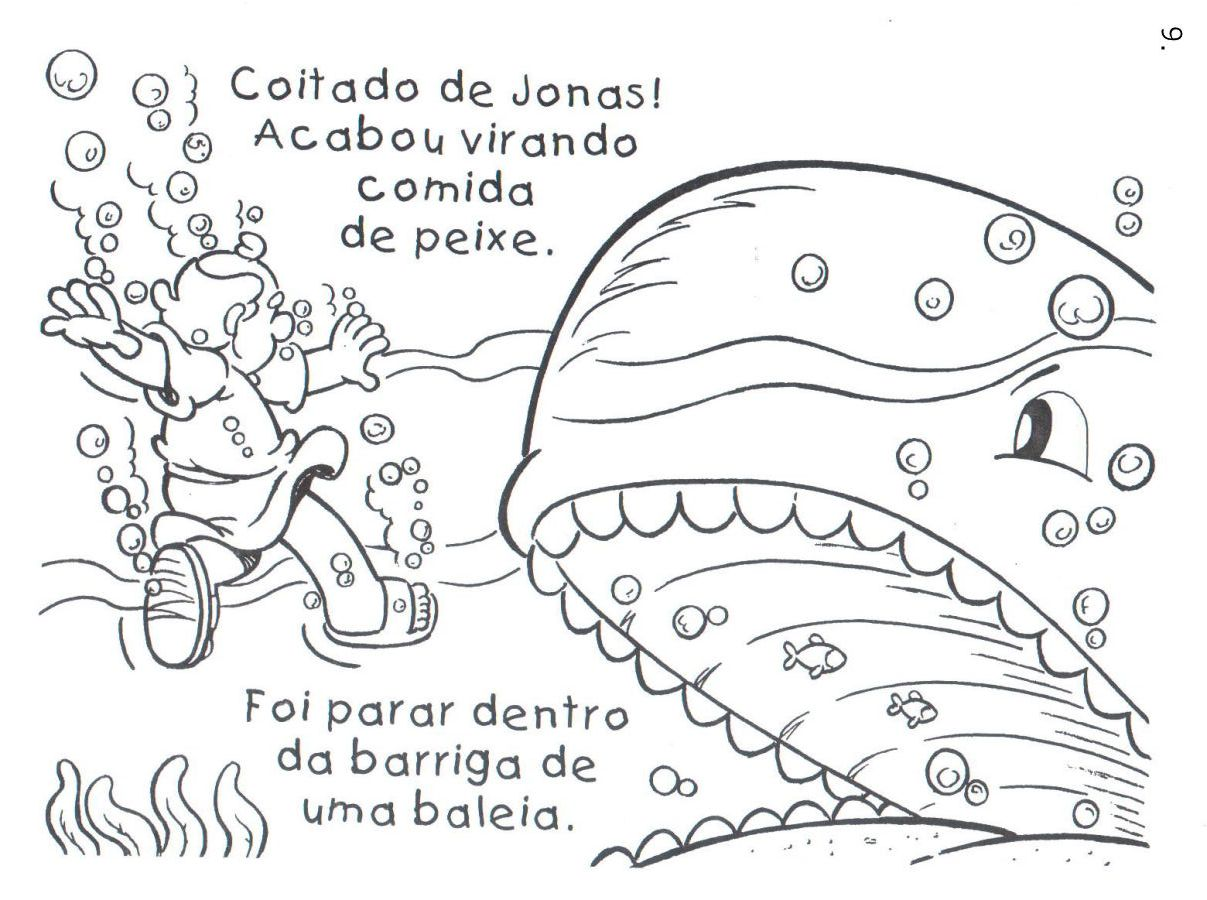 9.
Coitado de Jonas!
Acabou virando
comida
de peixe.
Foi parar dentro
da barriga de
uma baleia.